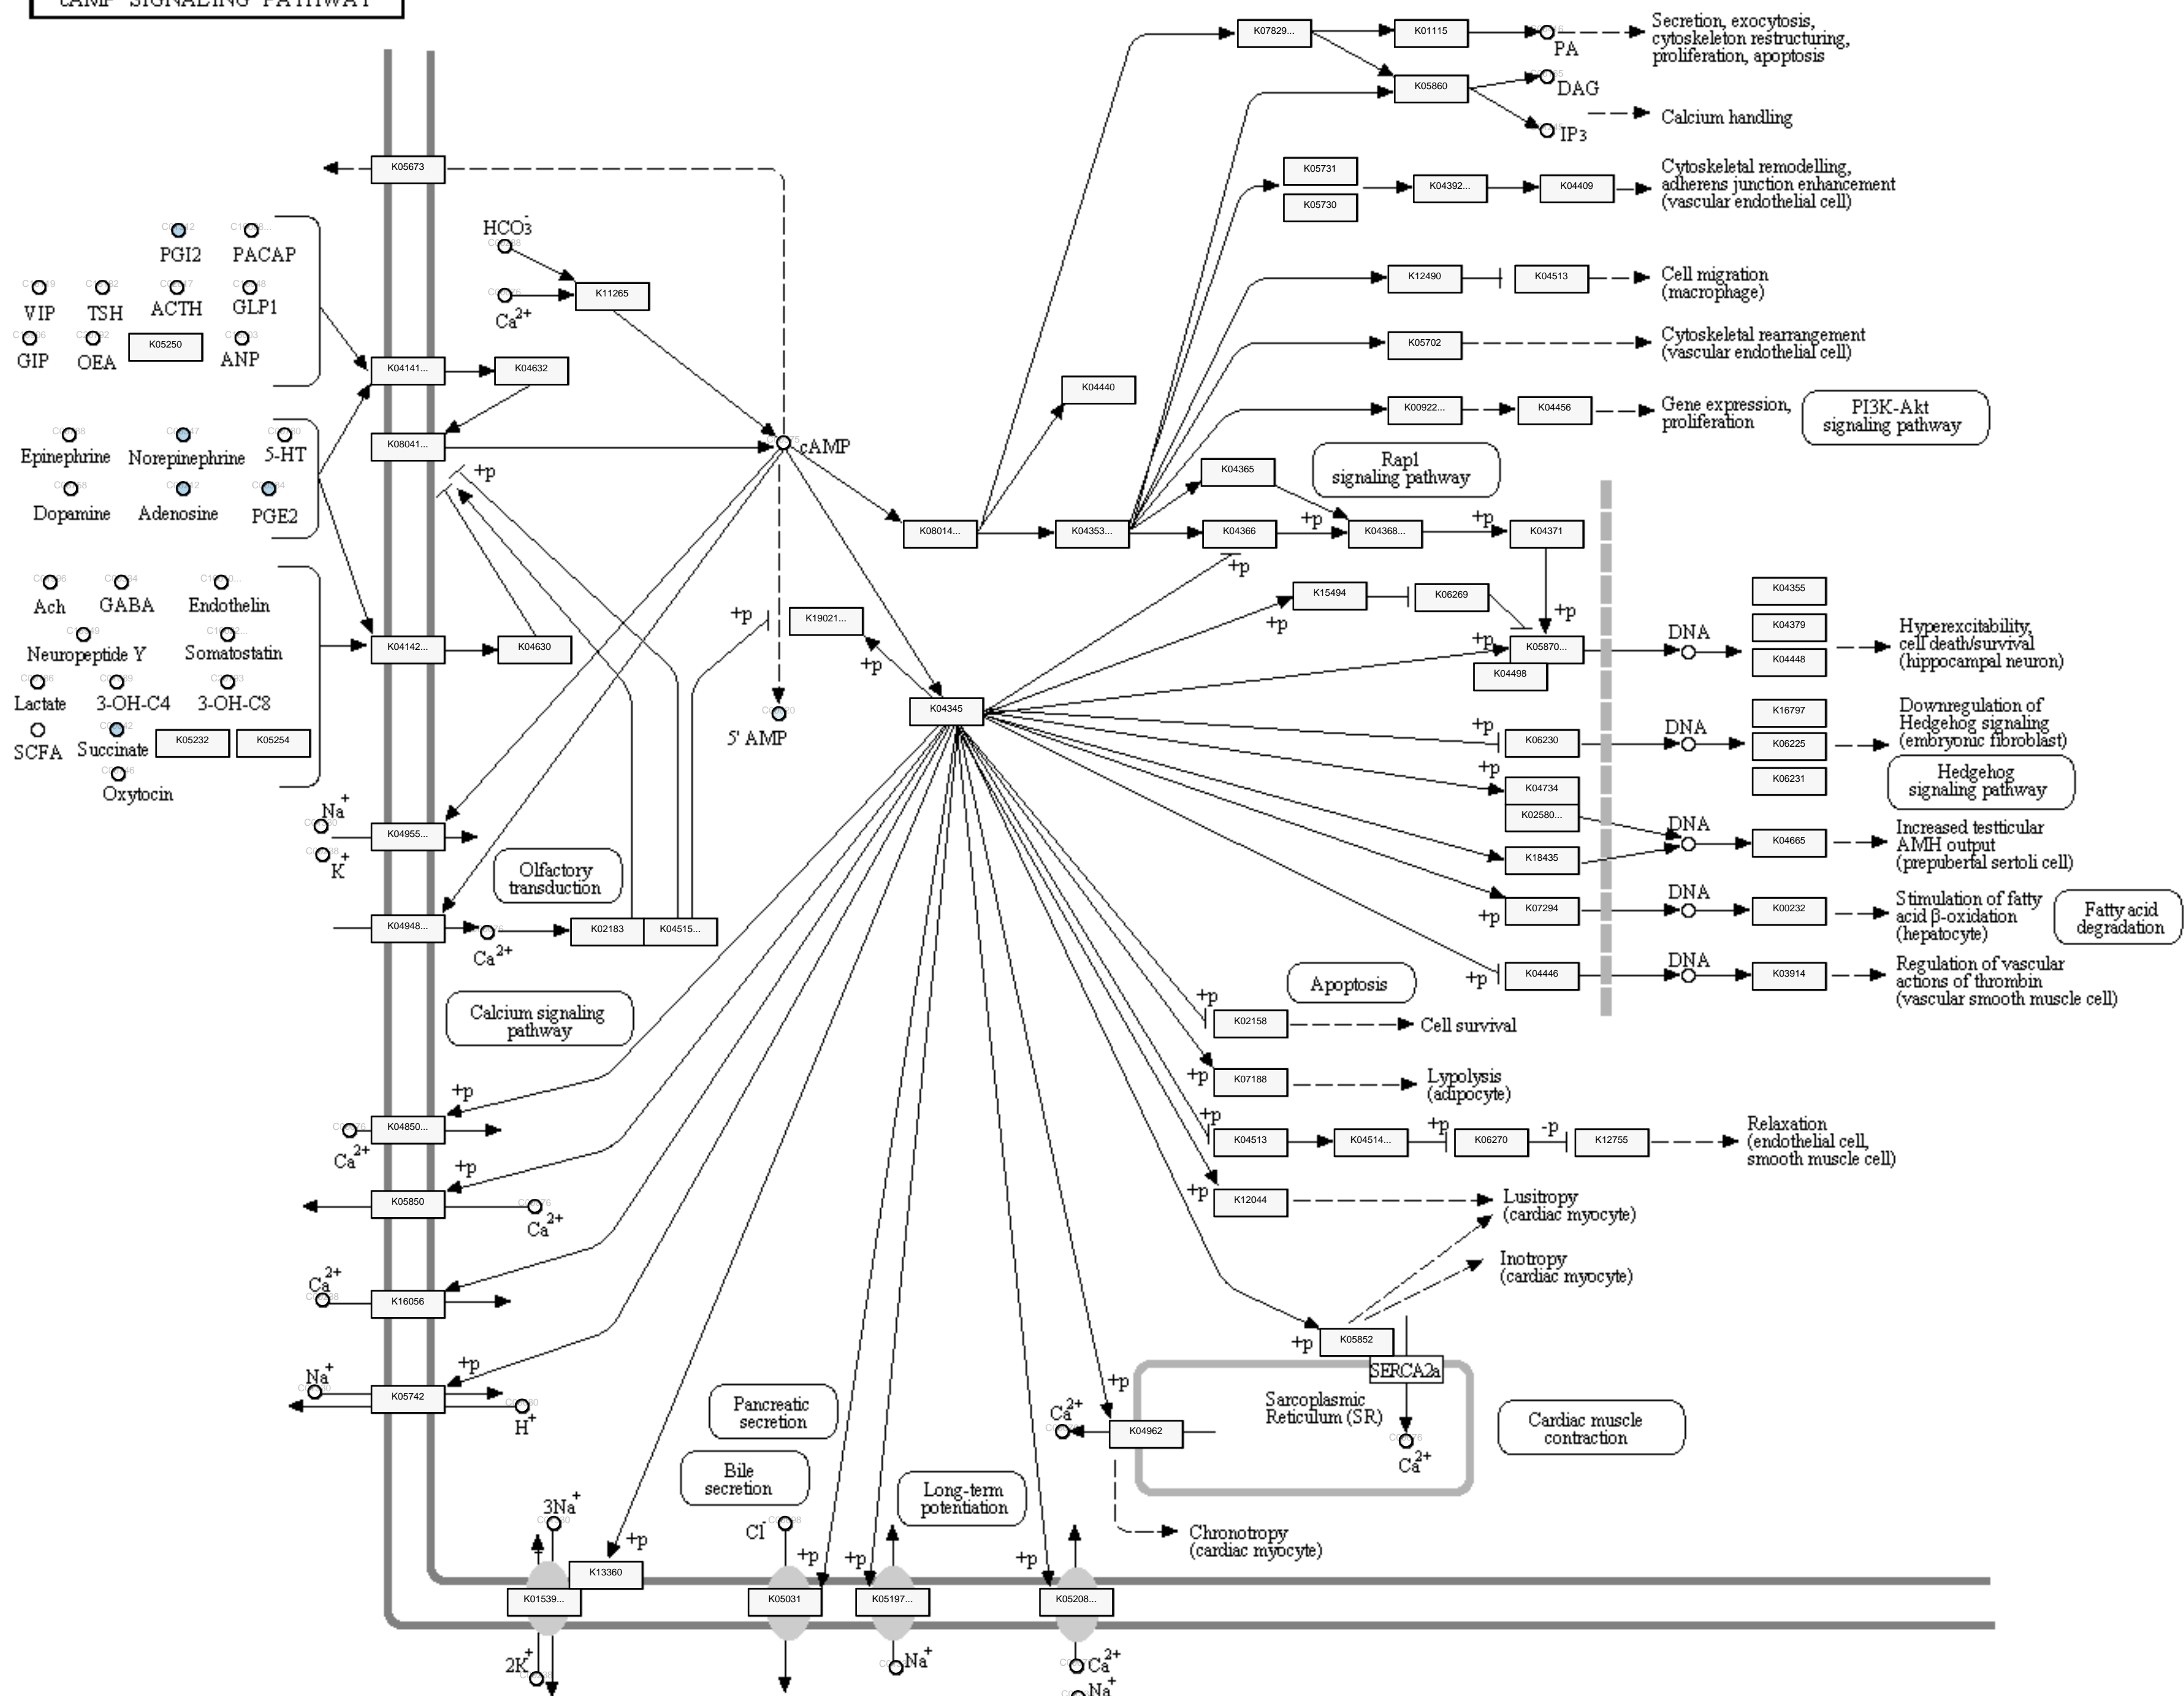 cAMP SIGNALING PATHWAY
K07829...
K01115
PA
Secretion, exocytosis,
cytoskeleton restructuring,
proliferation, apoptosis
K05860
DAG
IP3
Calcium handling
K05673
K05731
K05730
K04392...
K04409
Cytoskeletal remodelling,
adherens junction enhancement
(vascular endothelial cell)
PGI2
PACAP
HCO3-
VIP
TSH
ACTH
GLP1
Ca2+
K11265
K12490
K04513
Cell migration
(macrophage)
GIP
OEA
K05250
ANP
K05702
Cytoskeletal rearrangement
(vascular endothelial cell)
K04141...
K04632
K04440
K00922...
K04456
Gene expression,
proliferation
PI3K-Akt
signaling pathway
Epinephrine
Norepinephrine
5-HT
K08041...
cAMP
+p
K04365
Rap1
signaling pathway
Dopamine
Adenosine
PGE2
K08014...
K04353...
K04366
+p
K04368...
+p
K04371
+p
Ach
GABA
Endothelin
K15494
K06269
+p
K04355
Neuropeptide Y
Somatostatin
K04142...
K04630
+p
K19021...
+p
+p
+p
K05870...
K04498
DNA
K04379
K04448
Hyperexcitability,
cell death/survival
(hippocampal neuron)
Lactate
3-OH-C4
3-OH-C8
K04345
SCFA
Succinate
K05232
K05254
5' AMP
+p
K06230
DNA
K16797
K06225
K06231
Downregulation of
Hedgehog signaling
(embryonic fibroblast)
Hedgehog
signaling pathway
Oxytocin
Na+
K04955...
K+
+p
K04734
K02580...
K18435
DNA
K04665
Increased testticular
AMH output
(prepubertal sertoli cell)
Olfactory
transduction
K04948...
Ca2+
K02183
K04515...
+p
K07294
DNA
K00232
Stimulation of fatty
acid β-oxidation
(hepatocyte)
Fatty acid
degradation
+p
K04446
DNA
K03914
Regulation of vascular
actions of thrombin
(vascular smooth muscle cell)
Calcium signaling
pathway
+p
K02158
Apoptosis
Cell survival
+p
K07188
Lypolysis
(adipocyte)
+p
K04850...
Ca2+
+p
K04513
K04514...
+p
K06270
-p
K12755
Relaxation
(endothelial cell,
smooth muscle cell)
+p
K05850
Ca2+
+p
K12044
Lusitropy
(cardiac myocyte)
Inotropy
(cardiac myocyte)
Ca2+
K16056
+p
K05852
SERCA2a
Na+
+p
K05742
H+
Pancreatic
secretion
+p
Ca2+
K04962
Sarcoplasmic
Reticulum (SR)
Ca2+
Cardiac muscle
contraction
Bile
secretion
Long-term
potentiation
3Na+
+p
K13360
K01539...
Cl-
+p
K05031
+p
K05197...
+p
K05208...
Chronotropy
(cardiac myocyte)
2K+
Na+
Ca2+
Na+